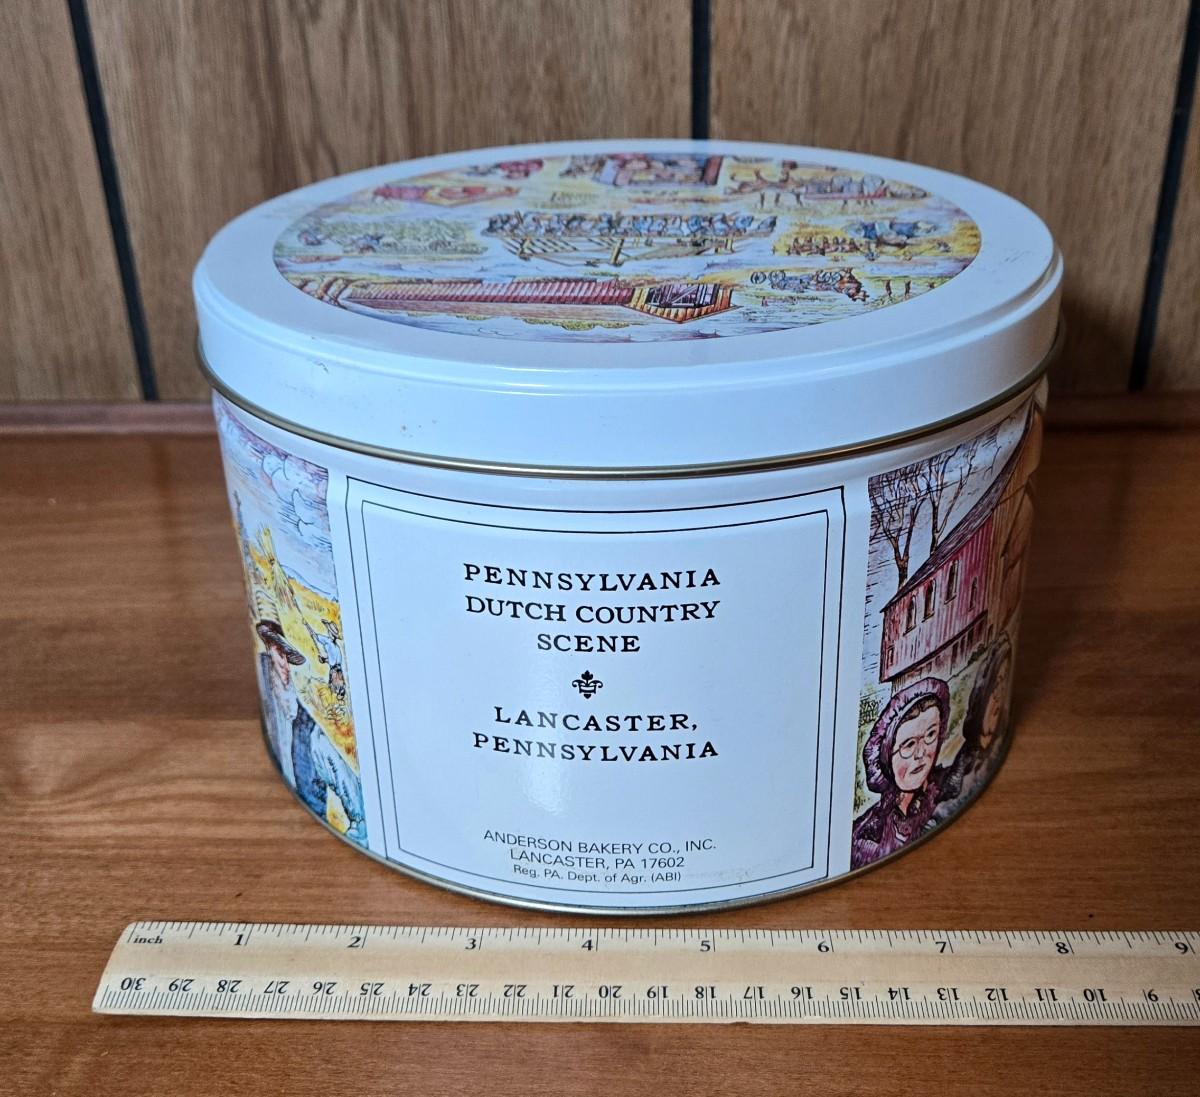 PENNSYLVANIA
DUTCH COUNTRY
SCENE
LANCASTER,
PENNSYLVANIA
ANDERSON BAKERY CO., INC.
LANCASTER, PA 17602
Reg. PA. Dept. of Agr. (ABI)
inch 1 2 3 4 5 6 7 8 9
30 29 28 27 26 25 24 23 22 21 20 19 18 17 16 15 14 13 12 11 10 9 8